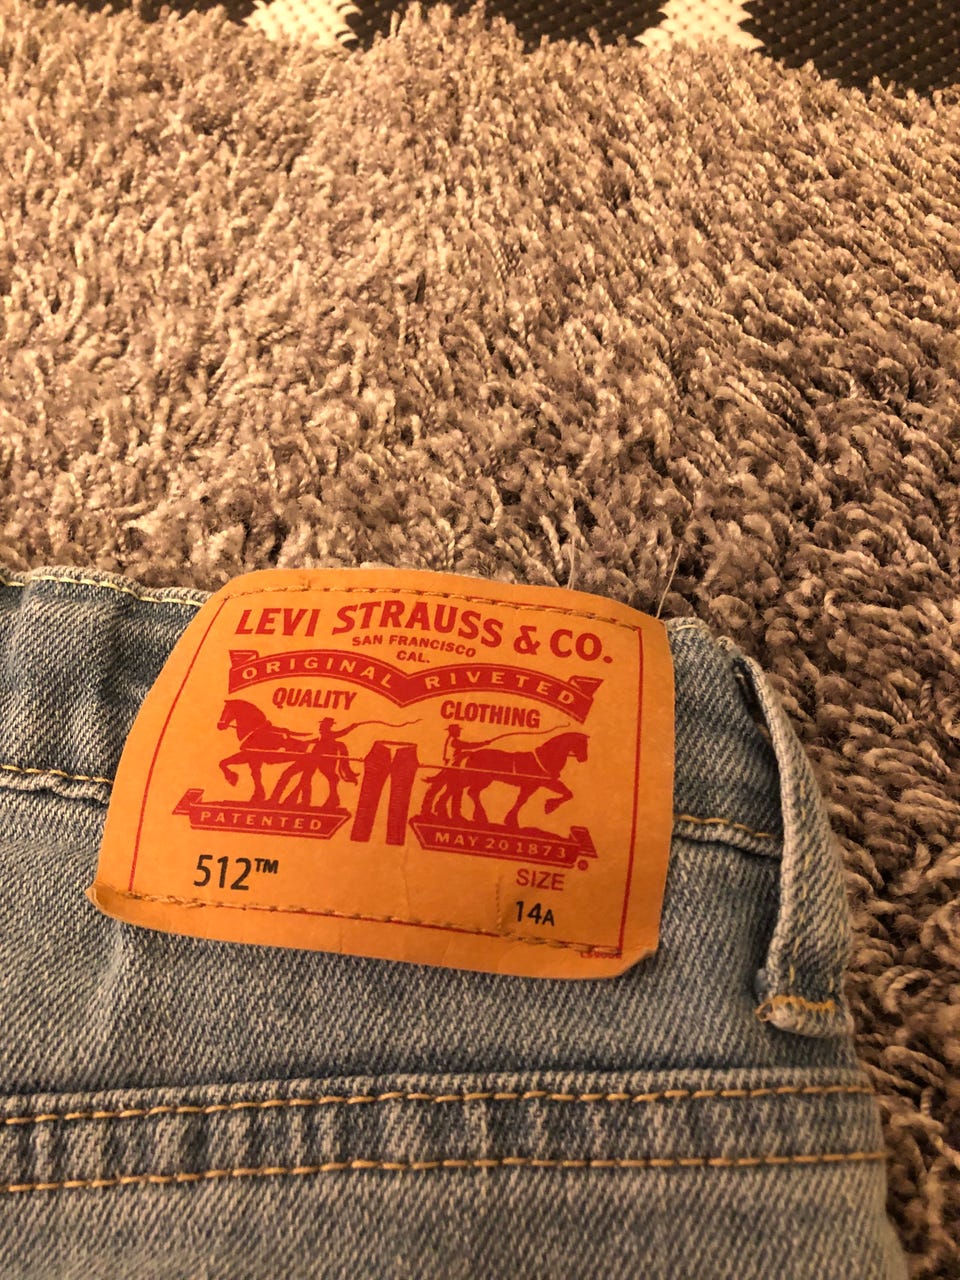 LEVI STRAUSS & CO.
SAN FRANCISCO
CAL.
ORIGINAL RIVETED
QUALITY CLOTHING
PATENTED
MAY 20 1873
512™
SIZE
14A